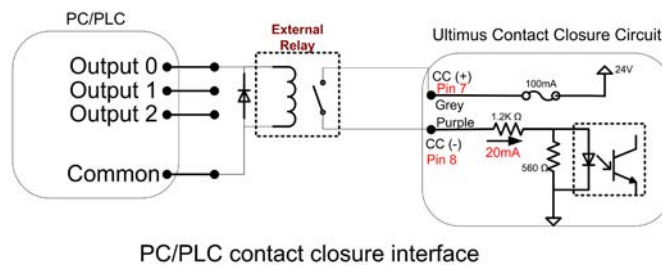 PC/PLC
External
Relay
Ultimus Contact Closure Circuit
Output 0
Output 1
Output 2
Common
CC (+)
Pin 7
Grey
100mA
24V
Purple
1.2K Ω
CC (-)
Pin 8
20mA
560 Ω
PC/PLC contact closure interface